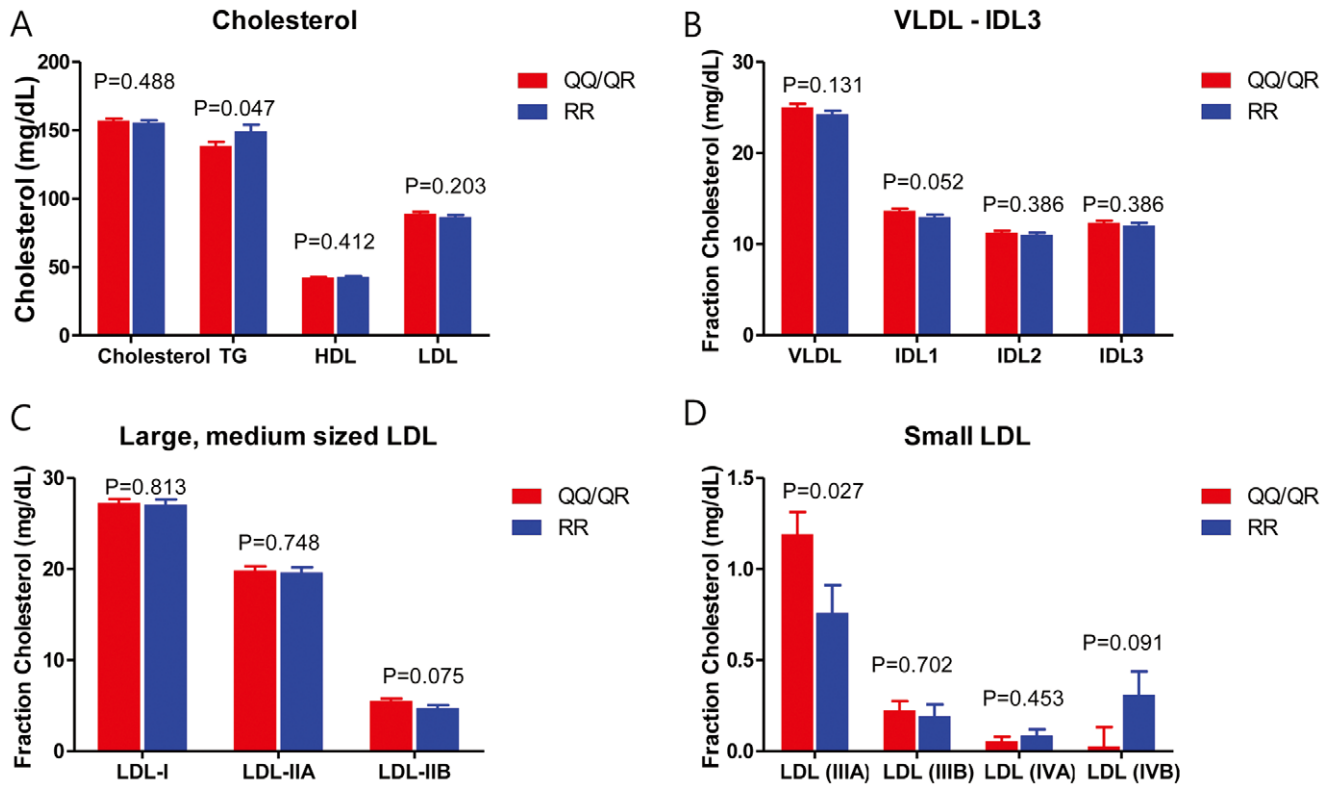 A
Cholesterol
Cholesterol (mg/dL)
200
150
100
50
0
P=0.488
P=0.047
P=0.412
P=0.203
QQ/QR
RR
Cholesterol TG HDL LDL
B
VLDL - IDL3
Fraction Cholesterol (mg/dL)
30
20
10
0
P=0.131
P=0.052
P=0.386
P=0.386
QQ/QR
RR
VLDL IDL1 IDL2 IDL3
C
Large, medium sized LDL
Fraction Cholesterol (mg/dL)
30
20
10
0
P=0.813
P=0.748
P=0.075
QQ/QR
RR
LDL-I LDL-IIA LDL-IIB
D
Small LDL
Fraction Cholesterol (mg/dL)
1.5
1.0
0.5
0.0
P=0.027
P=0.702
P=0.453
P=0.091
QQ/QR
RR
LDL (IIIA) LDL (IIIB) LDL (IVA) LDL (IVB)